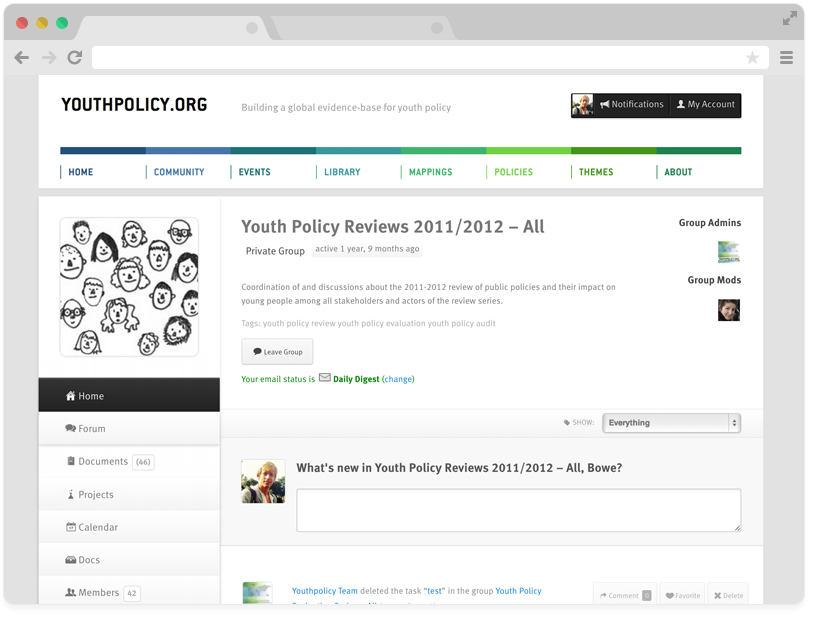 YOUTHPOLICY.ORG
Building a global evidence-base for youth policy
Notifications
My Account
HOME
COMMUNITY
EVENTS
LIBRARY
MAPPINGS
POLICIES
THEMES
ABOUT
Youth Policy Reviews 2011/2012 – All
Private Group
active 1 year, 9 months ago
Group Admins
Group Mods
Coordination of and discussions about the 2011-2012 review of public policies and their impact on
young people among all stakeholders and actors of the review series.
Tags: youth policy review youth policy evaluation youth policy audit
Leave Group
Your email status is Daily Digest (change)
Home
Forum
Documents (46)
Projects
Calendar
Docs
Members 42
SHOW:
Everything
What's new in Youth Policy Reviews 2011/2012 – All, Bowe?
Youthpolicy Team deleted the task "test" in the group Youth Policy
Comment 0
Favorite
Delete